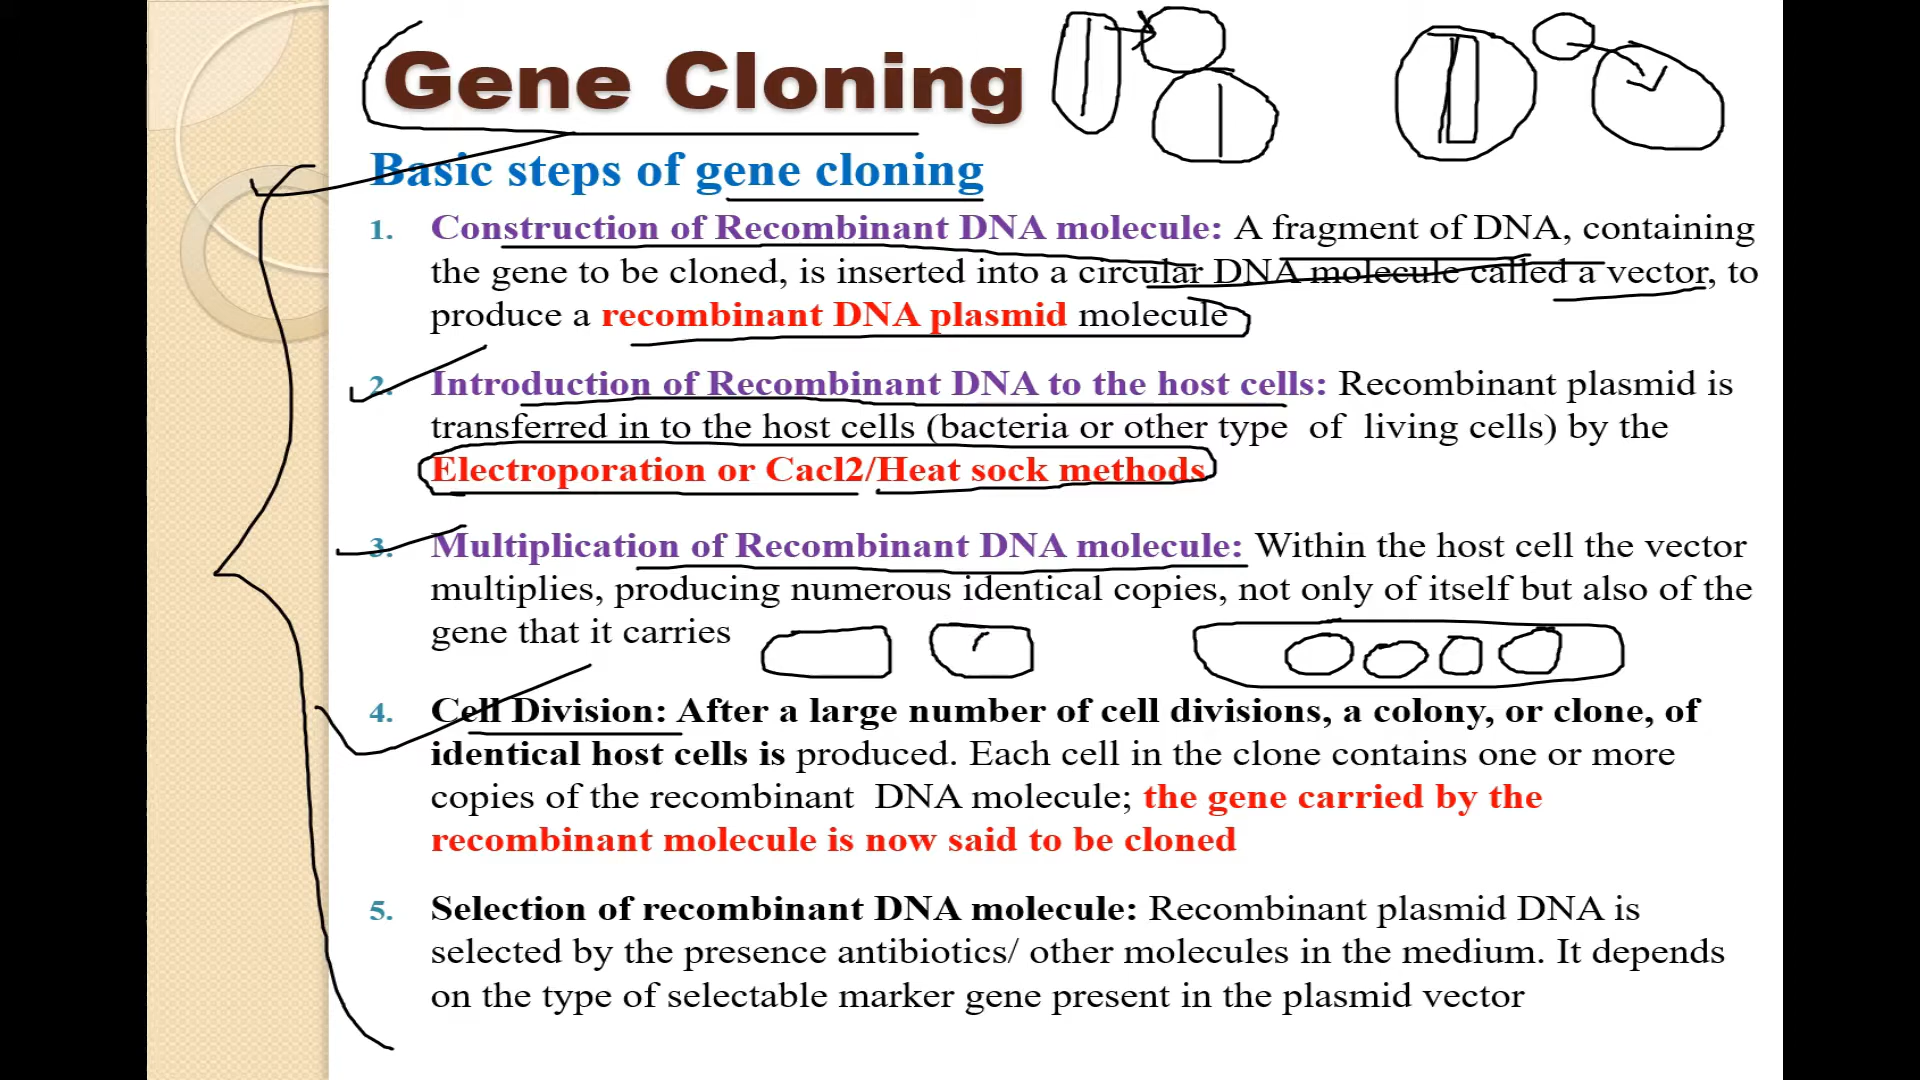 Gene Cloning
Basic steps of gene cloning
1. Construction of Recombinant DNA molecule: A fragment of DNA, containing
the gene to be cloned, is inserted into a circular DNA molecule called a vector, to
produce a recombinant DNA plasmid molecule
2. Introduction of Recombinant DNA to the host cells: Recombinant plasmid is
transferred in to the host cells (bacteria or other type of living cells) by the
Electroporation or Cacl2/Heat sock methods
3. Multiplication of Recombinant DNA molecule: Within the host cell the vector
multiplies, producing numerous identical copies, not only of itself but also of the
gene that it carries
4. Cell Division: After a large number of cell divisions, a colony, or clone, of
identical host cells is produced. Each cell in the clone contains one or more
copies of the recombinant DNA molecule; the gene carried by the
recombinant molecule is now said to be cloned
5. Selection of recombinant DNA molecule: Recombinant plasmid DNA is
selected by the presence antibiotics/ other molecules in the medium. It depends
on the type of selectable marker gene present in the plasmid vector